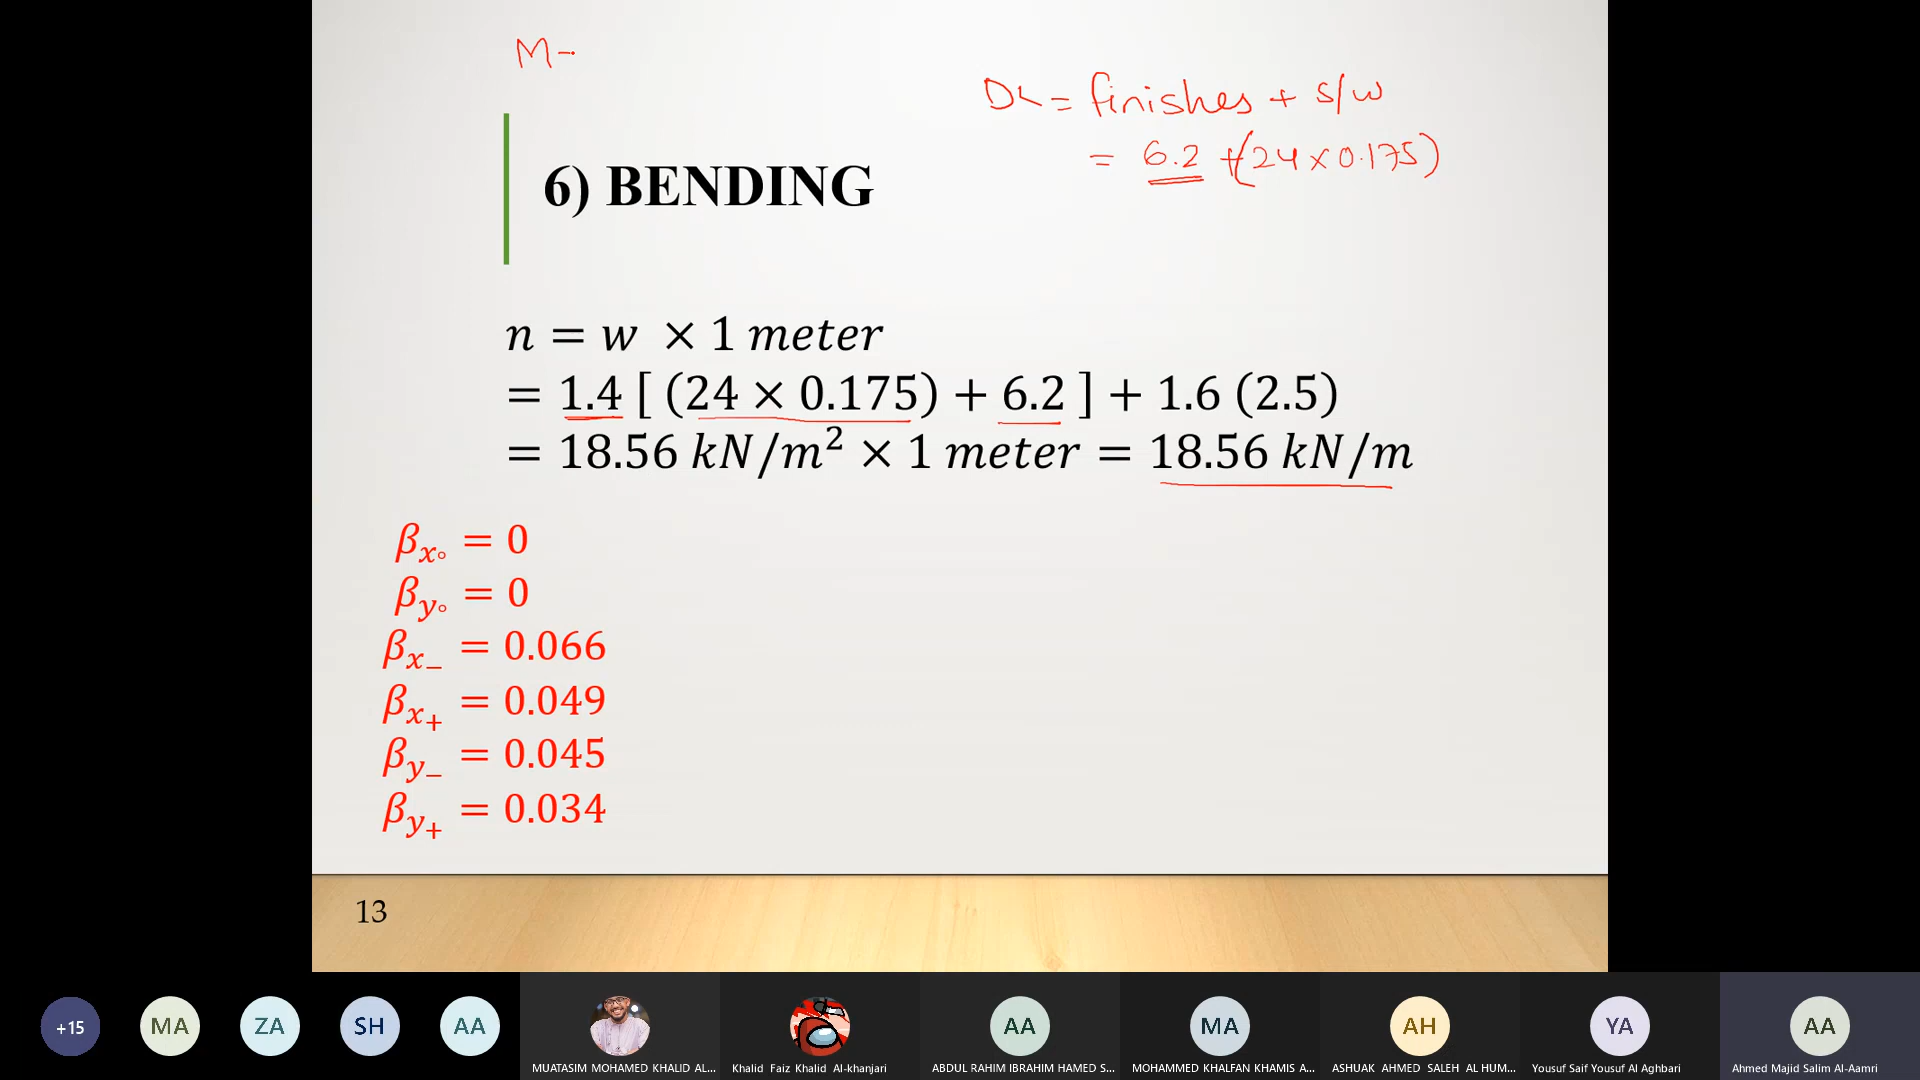 M-
DL = finishes + s/w
= 6.2 + (24 × 0.175)
6) BENDING
n = w × 1 meter
= 1.4 [ (24 × 0.175) + 6.2 ] + 1.6 (2.5)
= 18.56 kN/m² × 1 meter = 18.56 kN/m
βx∘ = 0
βy∘ = 0
βx− = 0.066
βx+ = 0.049
βy− = 0.045
βy+ = 0.034
13
+15 MA ZA SH AA AA MA AH YA AA
MUATASIM MOHAMED KHALID AL... Khalid Faiz Khalid Al-khanjari ABDUL RAHIM IBRAHIM HAMED S... MOHAMMED KHALFAN KHAMIS A... ASHUAK AHMED SALEH AL HUM... Yousuf Saif Yousuf Al Aghbari Ahmed Majid Salim Al-Aamri